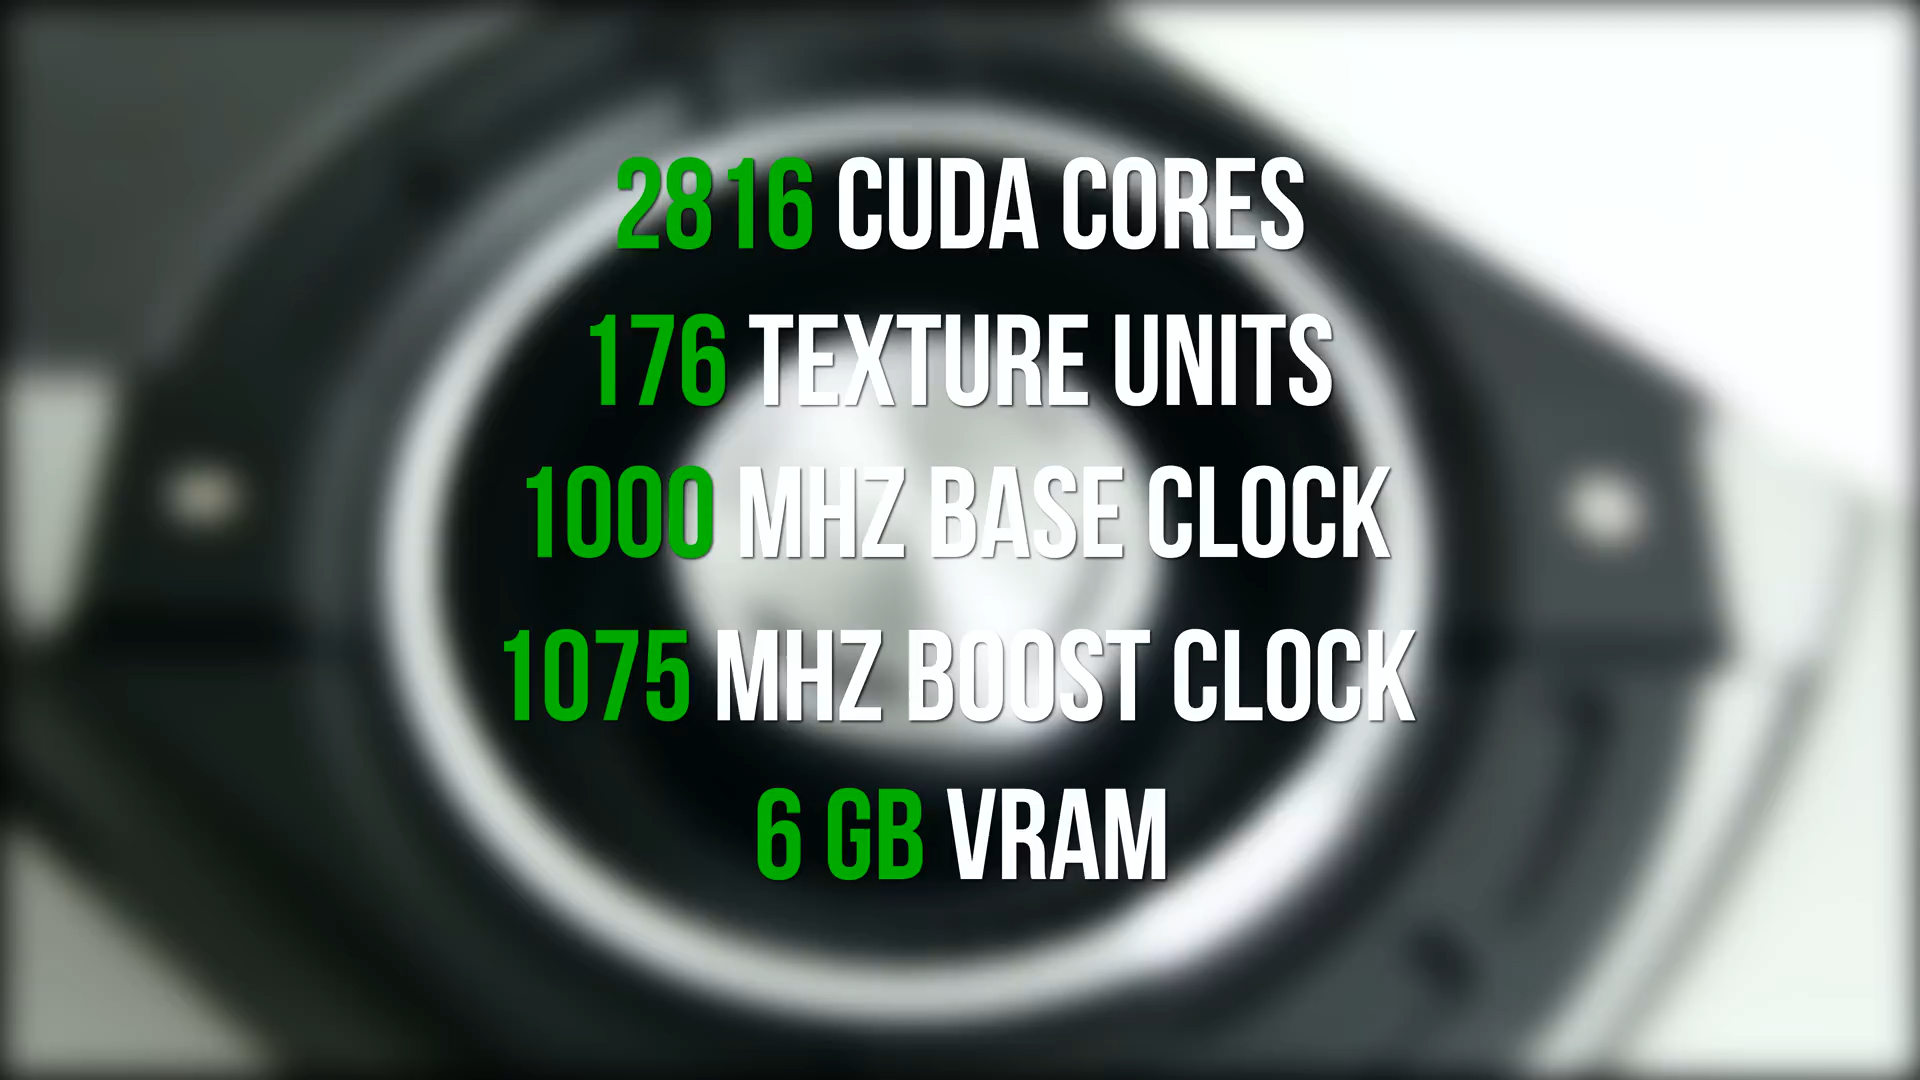 2816 CUDA CORES
176 TEXTURE UNITS
1000 MHZ BASE CLOCK
1075 MHZ BOOST CLOCK
6 GB VRAM